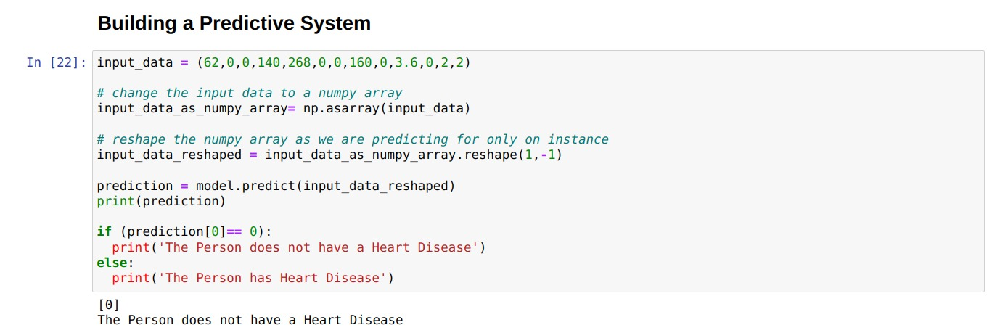 Building a Predictive System
In [22]: input_data = (62,0,0,140,268,0,0,160,0,3.6,0,2,2)
# change the input data to a numpy array
input_data_as_numpy_array= np.asarray(input_data)
# reshape the numpy array as we are predicting for only on instance
input_data_reshaped = input_data_as_numpy_array.reshape(1,-1)
prediction = model.predict(input_data_reshaped)
print(prediction)
if (prediction[0]== 0):
  print('The Person does not have a Heart Disease')
else:
  print('The Person has Heart Disease')
[0]
The Person does not have a Heart Disease